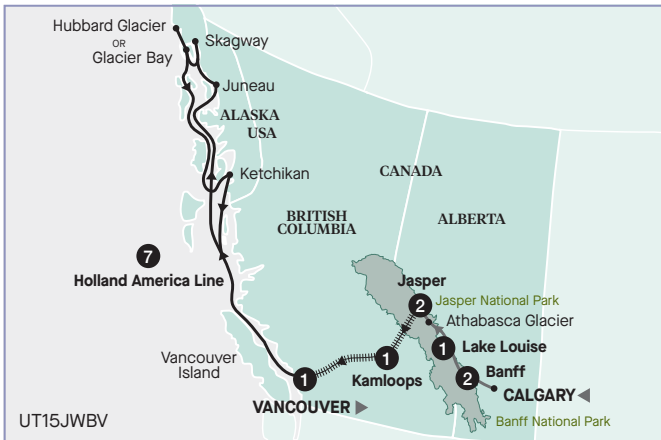 Hubbard Glacier
OR
Glacier Bay
Skagway
Juneau
ALASKA
USA
Ketchikan
CANADA
BRITISH
COLUMBIA
ALBERTA
7
Holland America Line
Jasper
2
Jasper National Park
Athabasca Glacier
1
Lake Louise
Vancouver
Island
1
1
Kamloops
2
Banff
VANCOUVER
CALGARY
UT15JWBV
Banff National Park